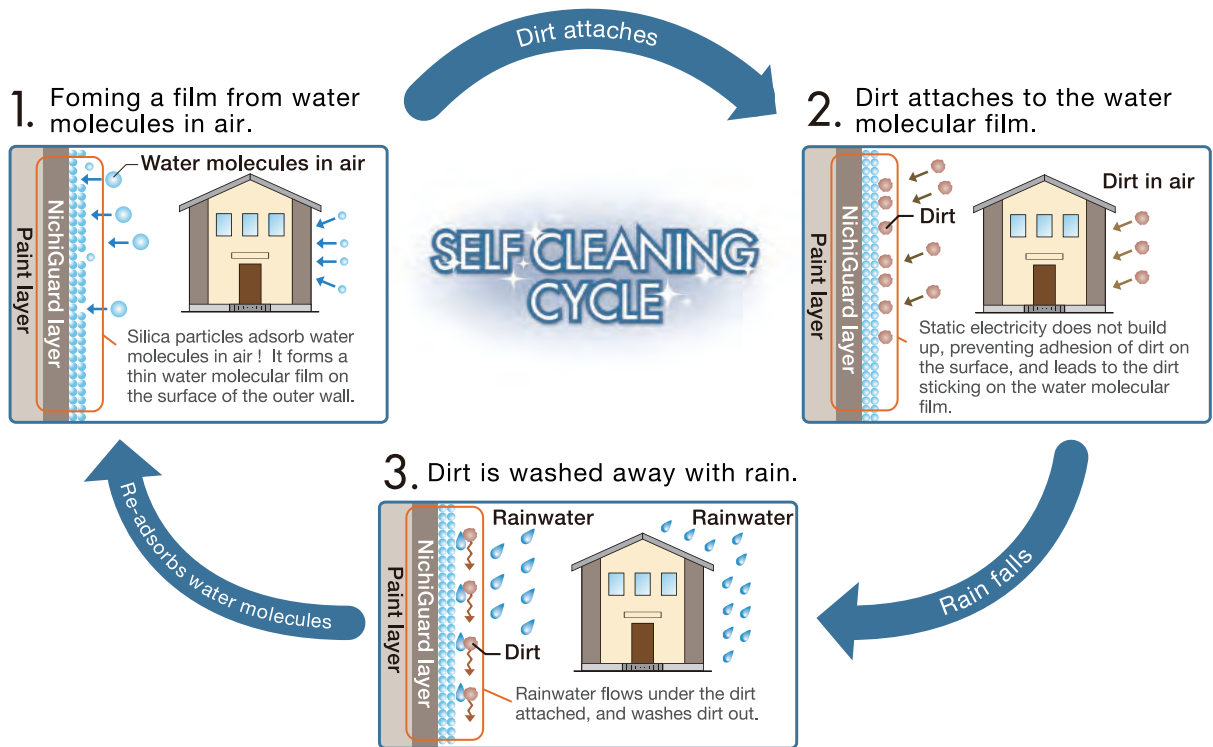 Dirt attaches
1. Foming a film from water
molecules in air.
Water molecules in air
Paint layer
NichiGuard layer
Silica particles adsorb water
molecules in air ! It forms a
thin water molecular film on
the surface of the outer wall.
SELF CLEANING
CYCLE
2. Dirt attaches to the water
molecular film.
Dirt in air
Dirt
Paint layer
NichiGuard layer
Static electricity does not build
up, preventing adhesion of dirt on
the surface, and leads to the dirt
sticking on the water molecular
film.
Rain falls
3. Dirt is washed away with rain.
Rainwater
Rainwater
Paint layer
NichiGuard layer
Dirt
Rainwater flows under the dirt
attached, and washes dirt out.
Re-adsorbs water molecules